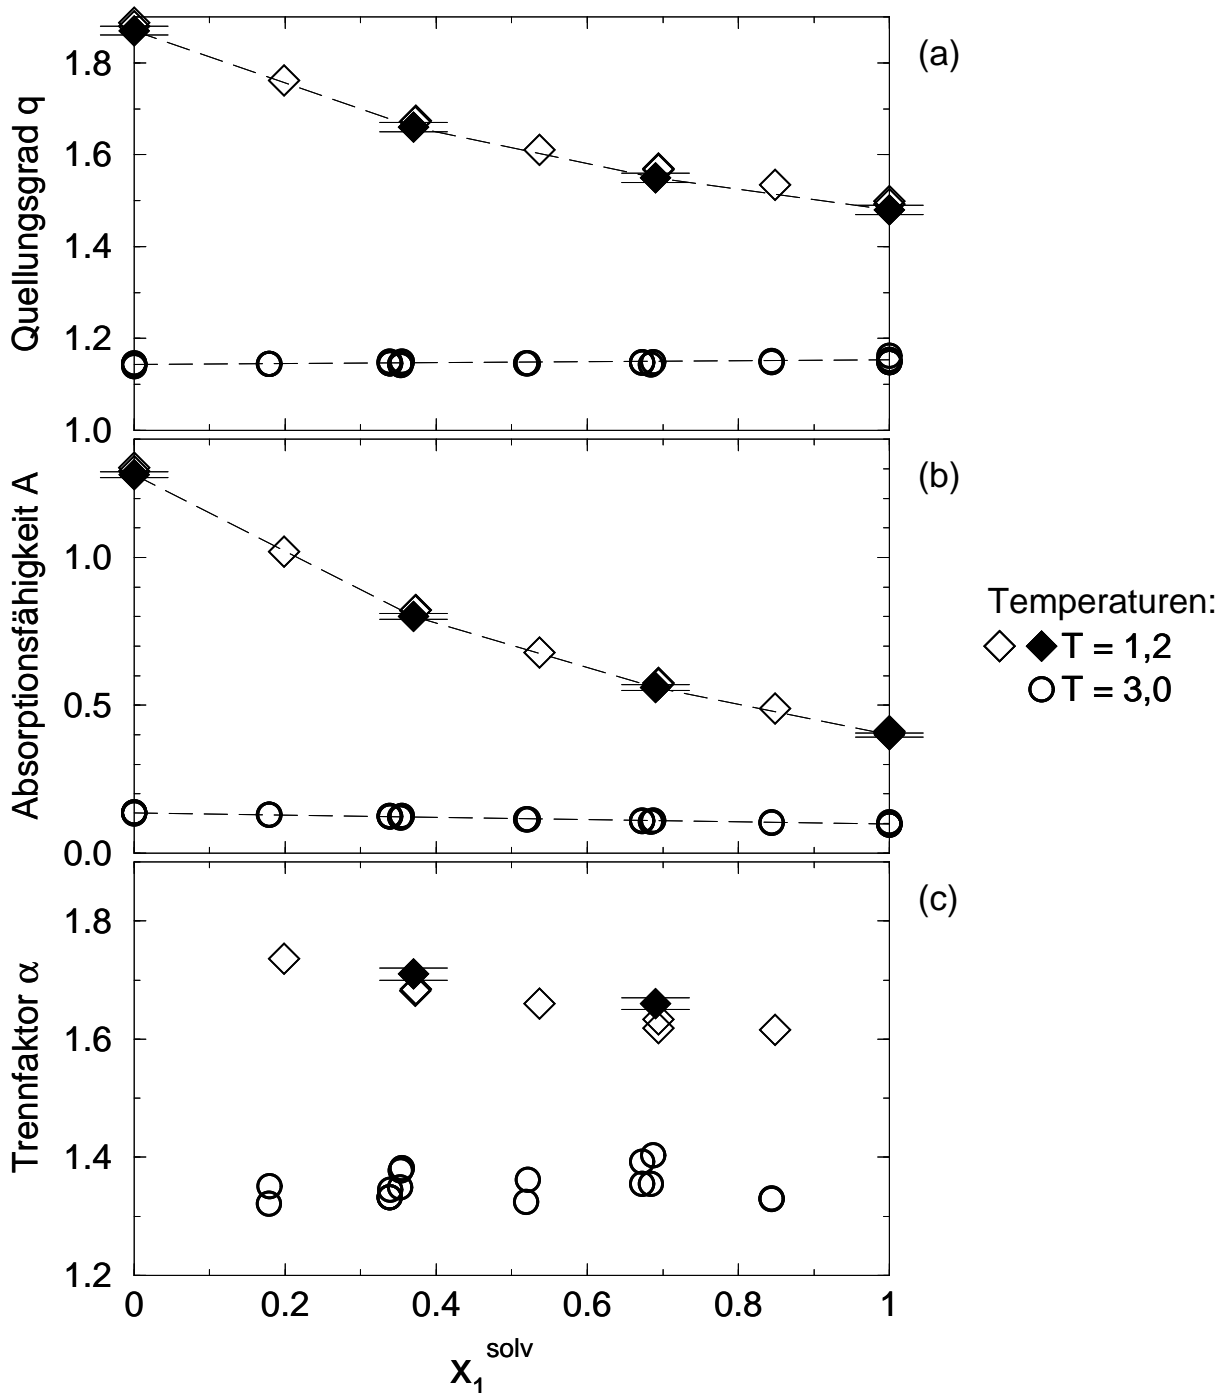 (a)
Quellungsgrad q
1.8
1.6
1.4
1.2
1.0
(b)
Absorptionsfähigkeit A
1.0
0.5
0.0
Temperaturen:
T = 1,2
T = 3,0
(c)
Trennfaktor α
1.8
1.6
1.4
1.2
0 0.2 0.4 0.6 0.8 1
x₁^solv